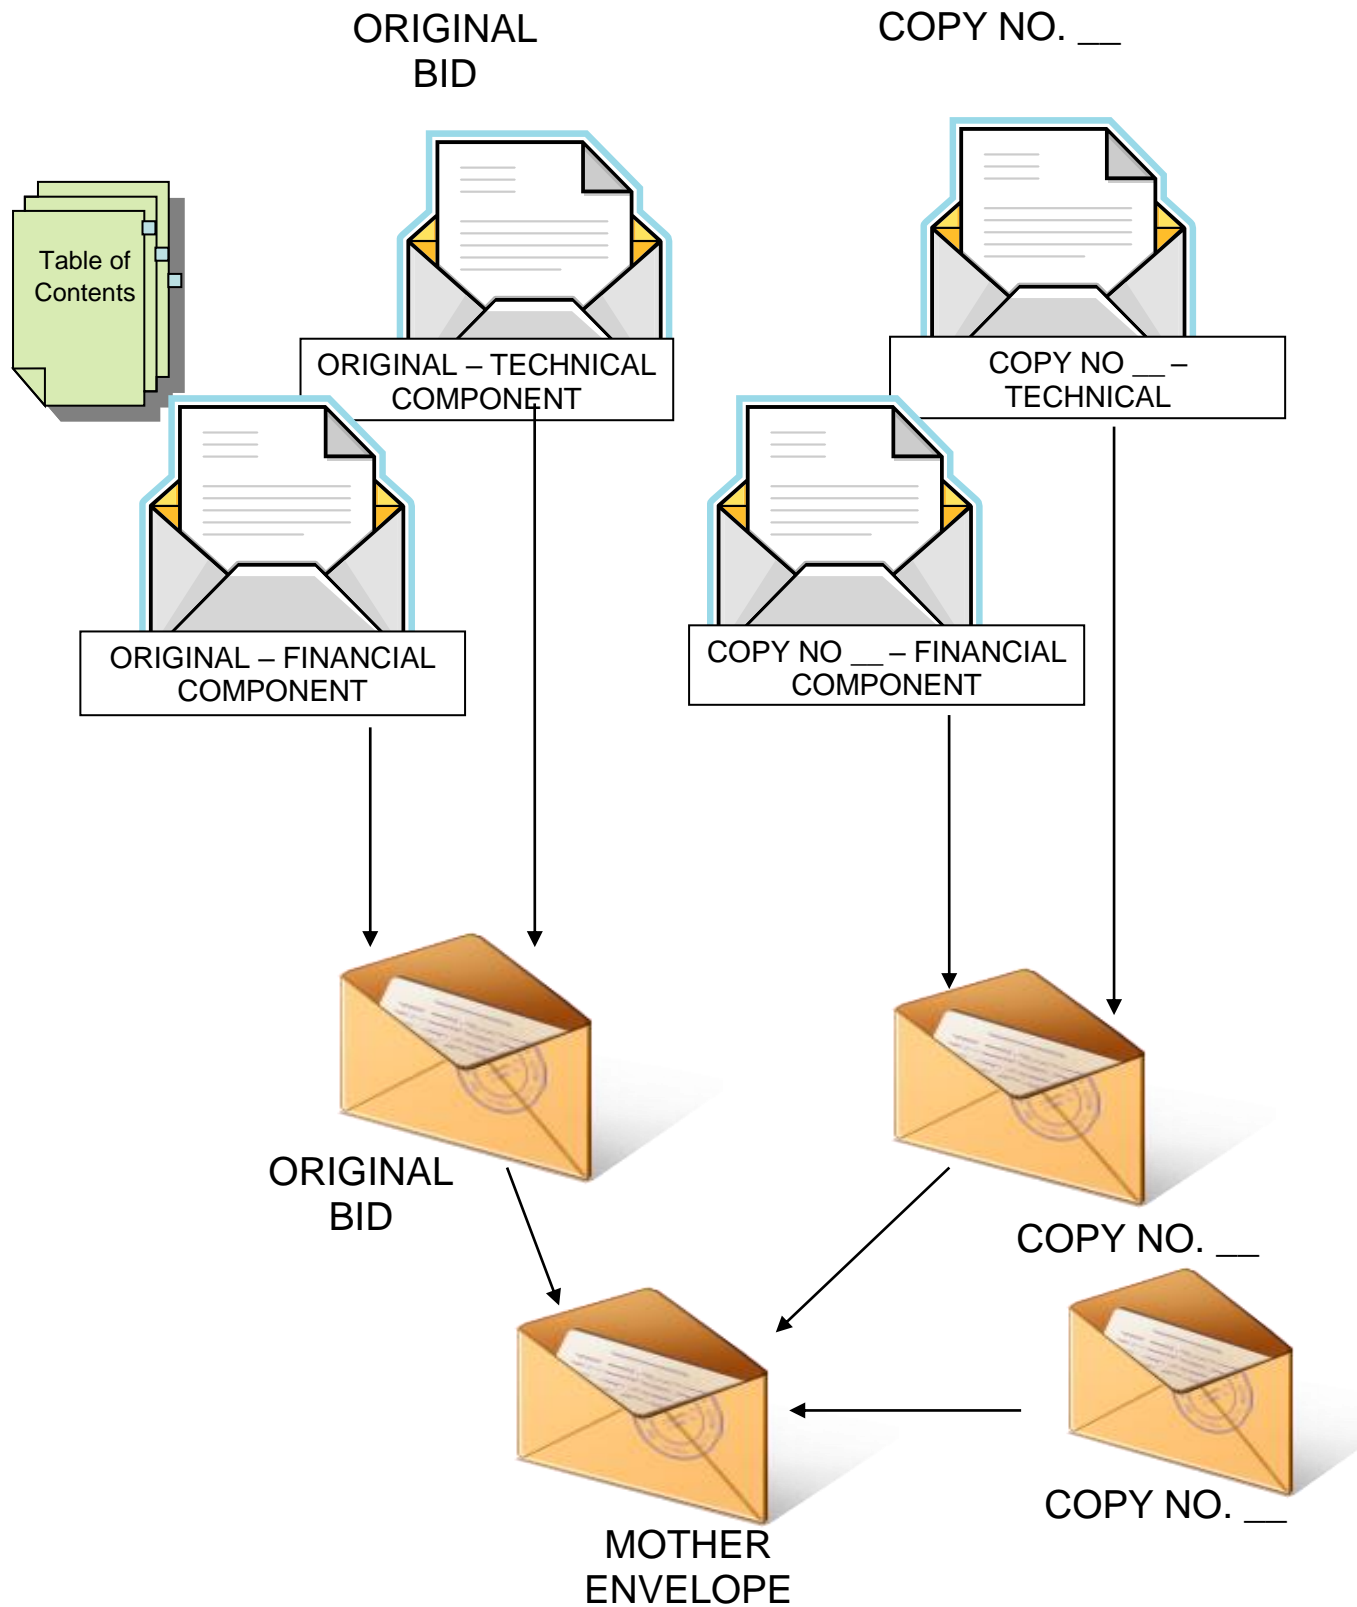 ORIGINAL
BID
COPY NO. __
Table of
Contents
ORIGINAL – TECHNICAL
COMPONENT
COPY NO __ –
TECHNICAL
ORIGINAL – FINANCIAL
COMPONENT
COPY NO __ – FINANCIAL
COMPONENT
ORIGINAL
BID
COPY NO. __
COPY NO. __
MOTHER
ENVELOPE